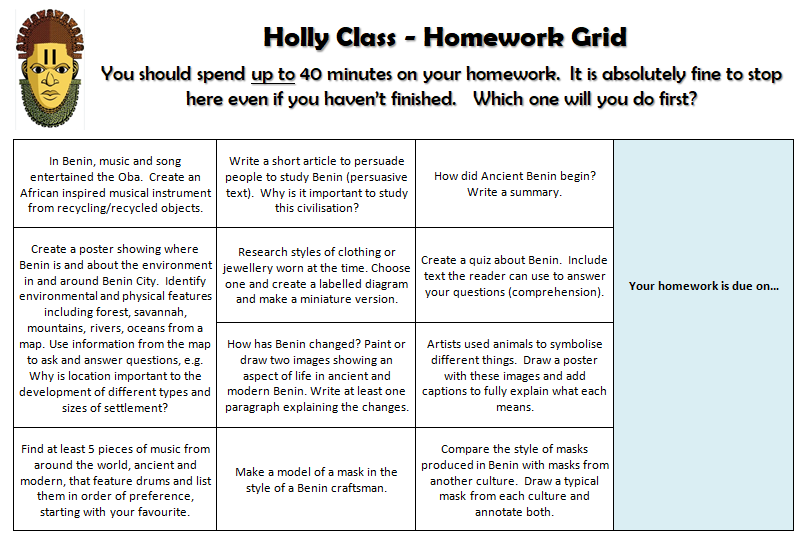 Holly Class - Homework Grid
You should spend up to 40 minutes on your homework.  It is absolutely fine to stop
here even if you haven't finished.   Which one will you do first?
In Benin, music and song
entertained the Oba.  Create an
African inspired musical instrument
from recycling/recycled objects.
Write a short article to persuade
people to study Benin (persuasive
text).  Why is it important to study
this civilisation?
How did Ancient Benin begin?
Write a summary.
Your homework is due on…
Create a poster showing where
Benin is and about the environment
in and around Benin City.  Identify
environmental and physical features
including forest, savannah,
mountains, rivers, oceans from a
map. Use information from the map
to ask and answer questions, e.g.
Why is location important to the
development of different types and
sizes of settlement?
Research styles of clothing or
jewellery worn at the time. Choose
one and create a labelled diagram
and make a miniature version.
Create a quiz about Benin.  Include
text the reader can use to answer
your questions (comprehension).
How has Benin changed? Paint or
draw two images showing an
aspect of life in ancient and
modern Benin. Write at least one
paragraph explaining the changes.
Artists used animals to symbolise
different things.  Draw a poster
with these images and add
captions to fully explain what each
means.
Find at least 5 pieces of music from
around the world, ancient and
modern, that feature drums and list
them in order of preference,
starting with your favourite.
Make a model of a mask in the
style of a Benin craftsman.
Compare the style of masks
produced in Benin with masks from
another culture.  Draw a typical
mask from each culture and
annotate both.